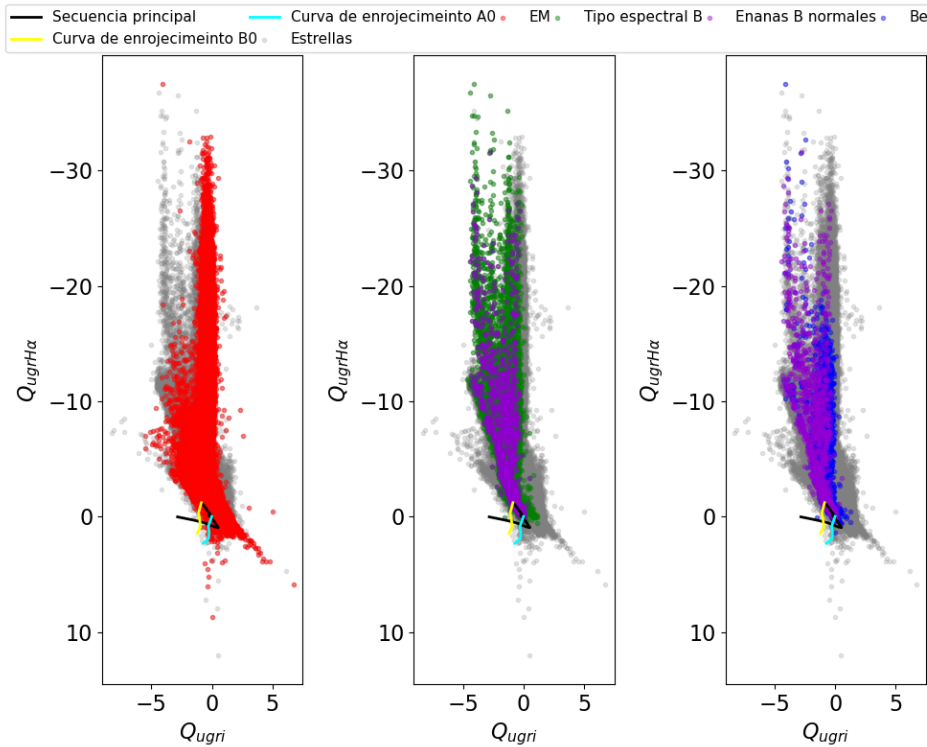 Secuencia principal
Curva de enrojecimeinto A0
EM
Tipo espectral B
Enanas B normales
Be
Curva de enrojecimeinto B0
Estrellas
−30
−20
−10
0
10
Q_ugrHα
−5 0 5
Q_ugri
−30
−20
−10
0
10
Q_ugrHα
−5 0 5
Q_ugri
−30
−20
−10
0
10
Q_ugrHα
−5 0 5
Q_ugri